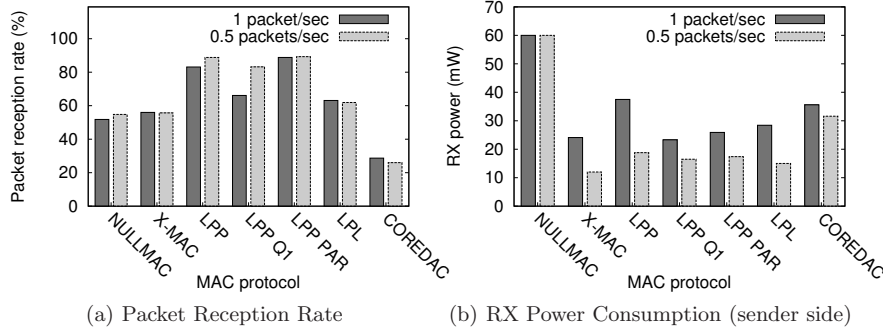 Packet reception rate (%)
100
80
60
40
20
0
1 packet/sec
0.5 packets/sec
NULLMAC
X-MAC
LPP
LPP Q1
LPP PAR
LPL
COREDAC
MAC protocol
(a) Packet Reception Rate
RX power (mW)
70
60
50
40
30
20
10
0
1 packet/sec
0.5 packets/sec
NULLMAC
X-MAC
LPP
LPP Q1
LPP PAR
LPL
COREDAC
MAC protocol
(b) RX Power Consumption (sender side)